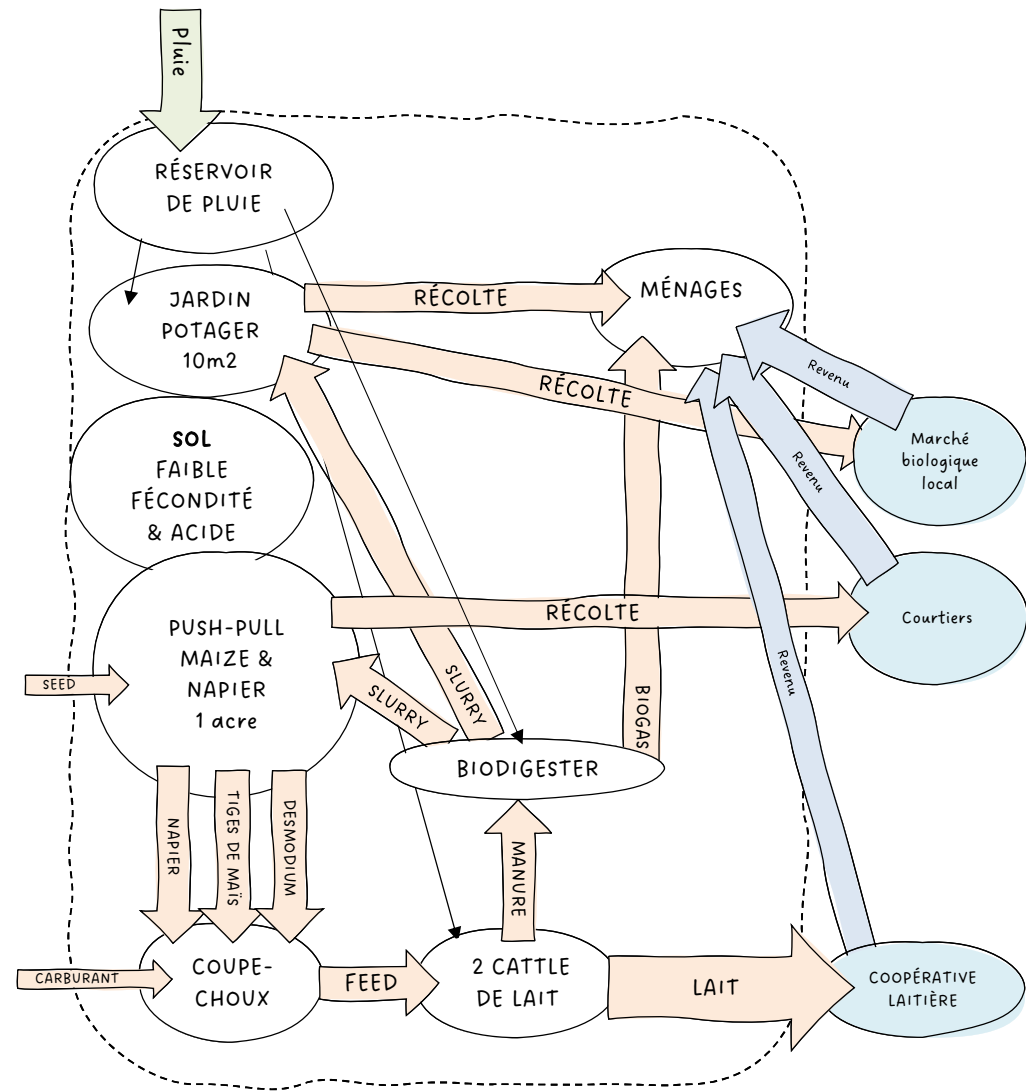 Pluie
RÉSERVOIR
DE PLUIE
JARDIN
POTAGER
10m2
RÉCOLTE
MÉNAGES
RÉCOLTE
Revenu
Marché
biologique
local
SOL
FAIBLE
FÉCONDITÉ
& ACIDE
Revenu
Courtiers
PUSH-PULL
MAIZE &
NAPIER
1 acre
RÉCOLTE
SEED
SLURRY
SLURRY
BIOGAS
Revenu
BIODIGESTER
NAPIER
TIGES DE MAÏS
DESMODIUM
MANURE
CARBURANT
COUPE-
CHOUX
FEED
2 CATTLE
DE LAIT
LAIT
COOPÉRATIVE
LAITIÈRE